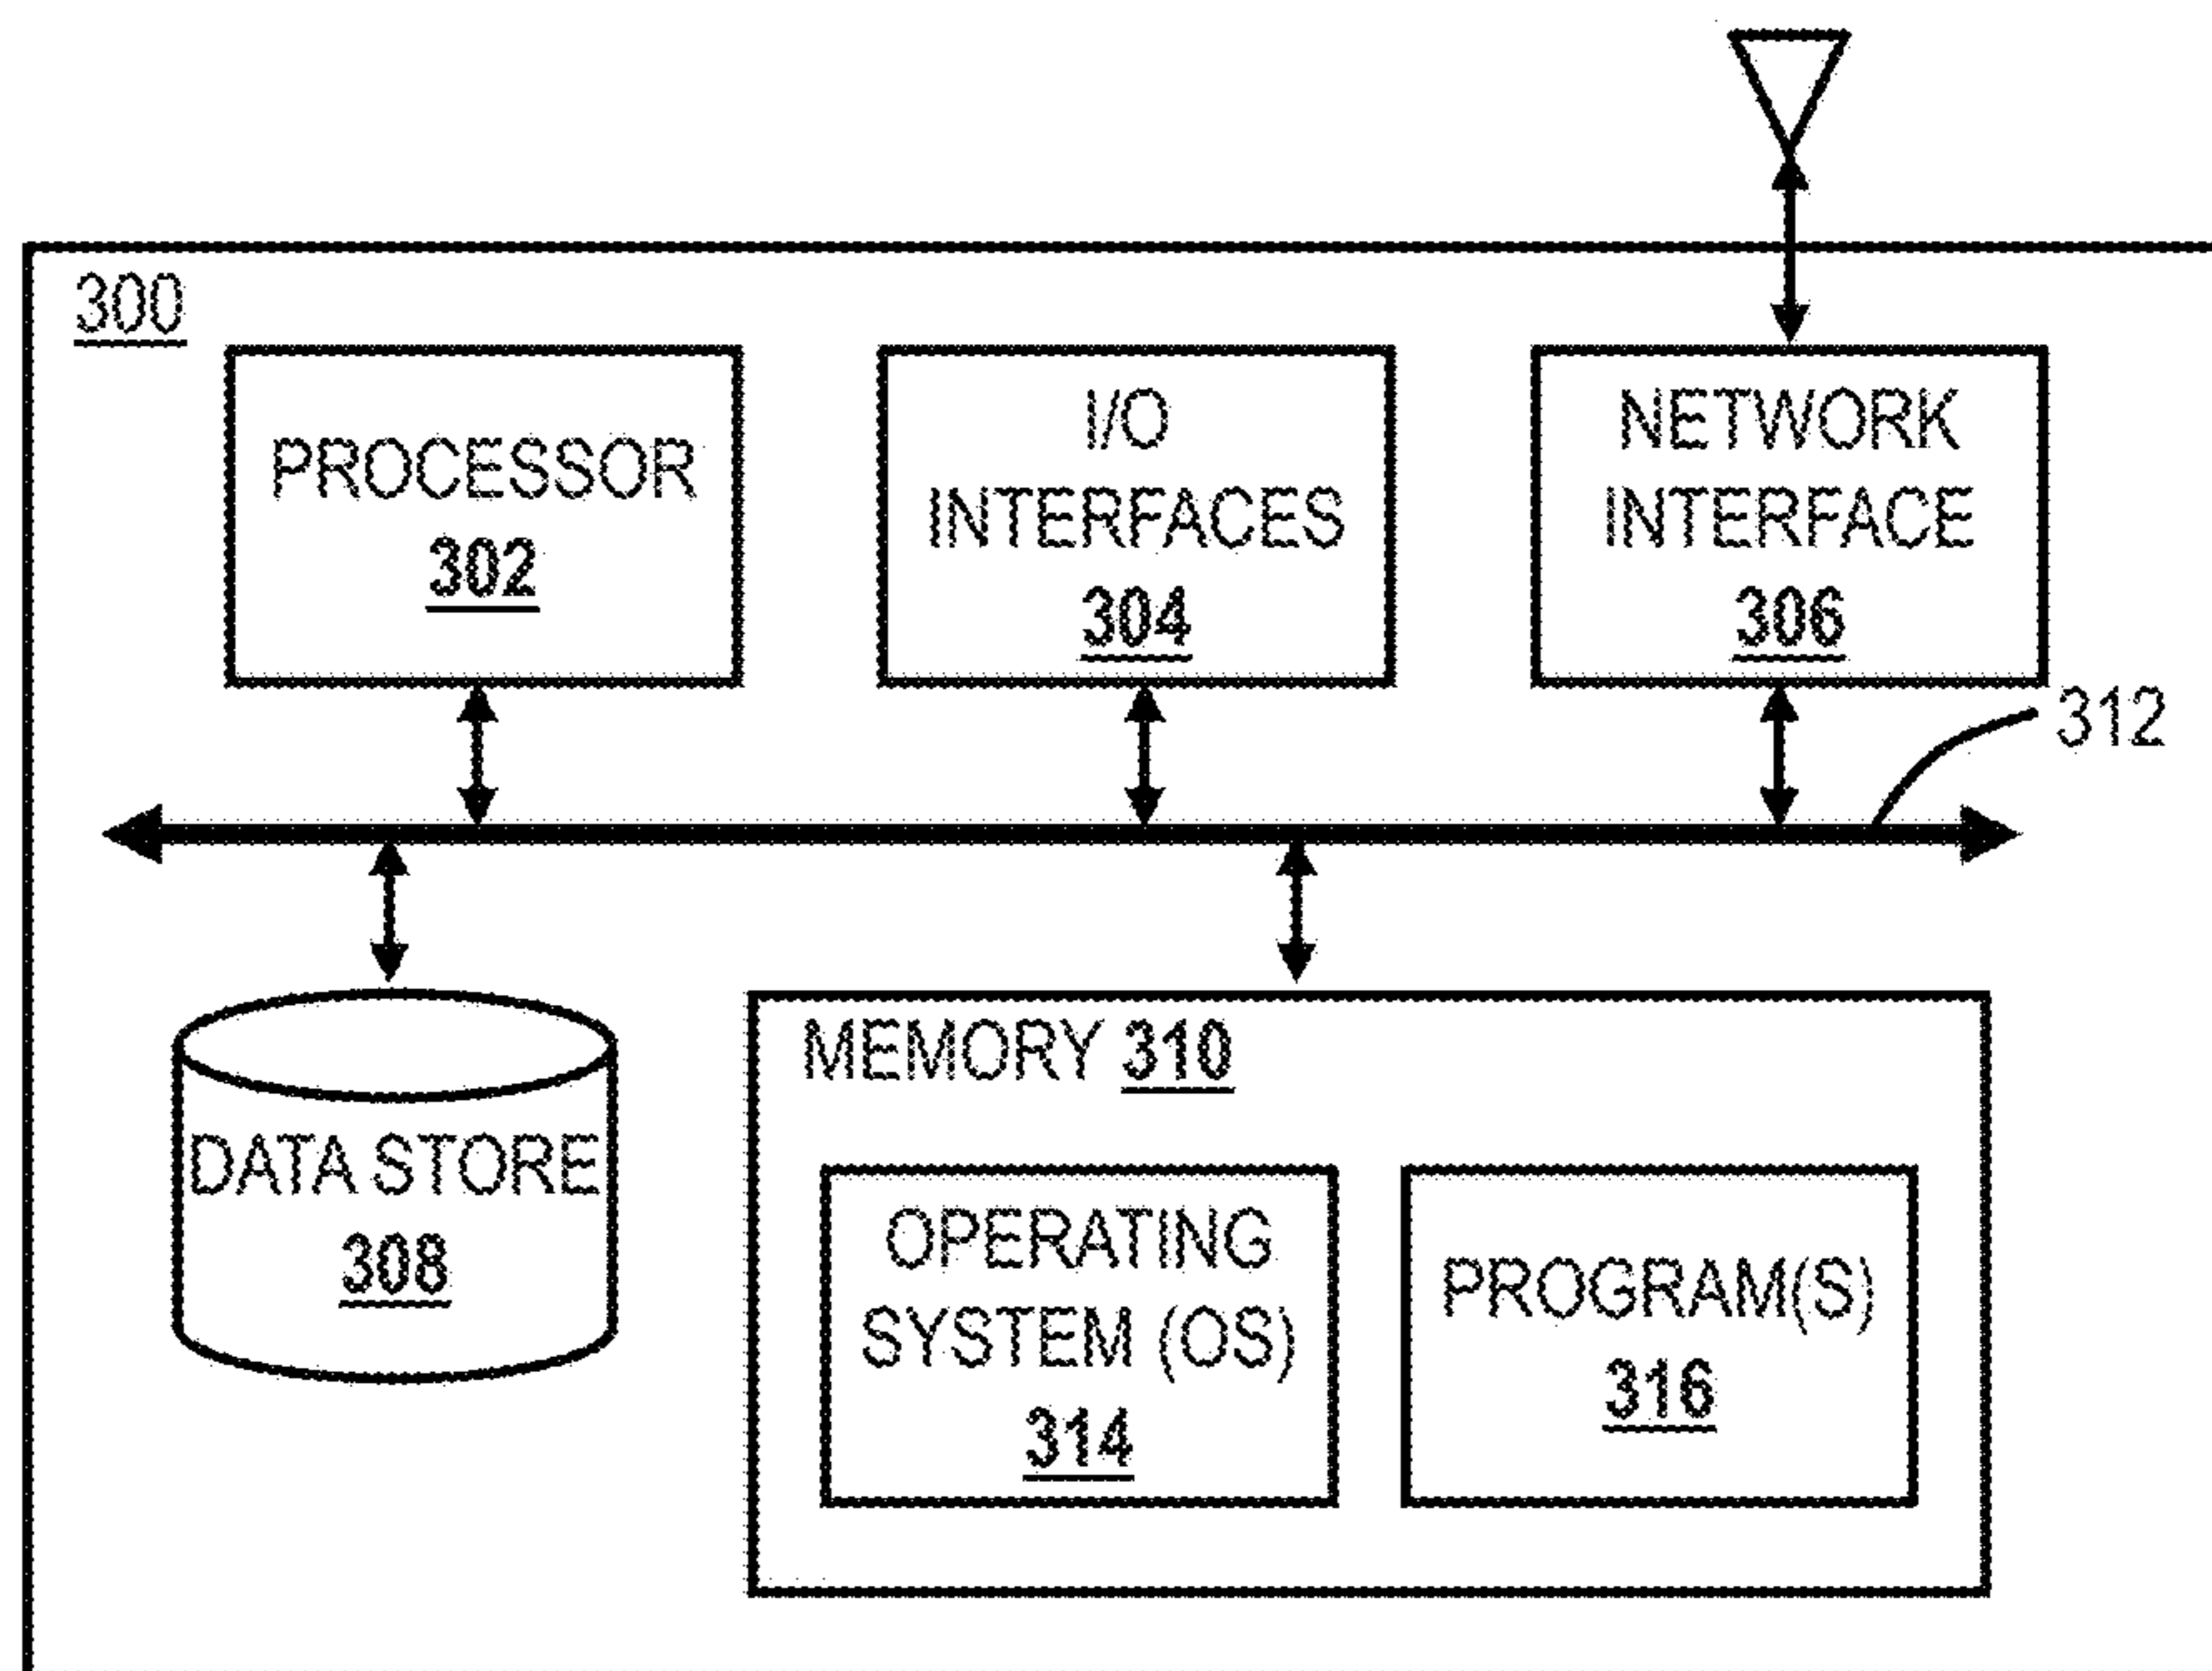 300
PROCESSOR
302
I/O
INTERFACES
304
NETWORK
INTERFACE
306
312
DATA STORE
308
MEMORY 310
OPERATING
SYSTEM (OS)
314
PROGRAM(S)
316